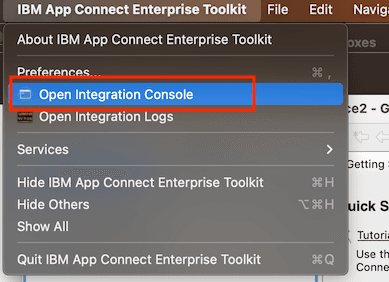 IBM App Connect Enterprise Toolkit File Edit Navig
About IBM App Connect Enterprise Toolkit
oxes
Preferences... ⌘ ,
Open Integration Console
ce2 - G
Open Integration Logs
Services
Getting S
Hide IBM App Connect Enterprise Toolkit ⌘H
Hide Others ⌥⌘H
uick S
Show All
Tutoria
Use th
Quit IBM App Connect Enterprise Toolkit ⌘Q
Conne